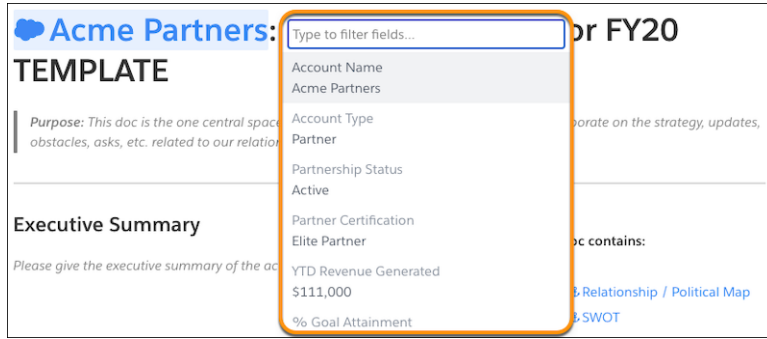 Acme Partners: or FY20
TEMPLATE
Purpose: This doc is the one central space
obstacles, asks, etc. related to our
orate on the strategy, updates,
Type to filter fields...
Account Name
Acme Partners
Account Type
Partner
Partnership Status
Active
Partner Certification
Elite Partner
YTD Revenue Generated
$111,000
% Goal Attainment
Executive Summary
Please give the executive summary of the ac
oc contains:
Relationship / Political Map
SWOT